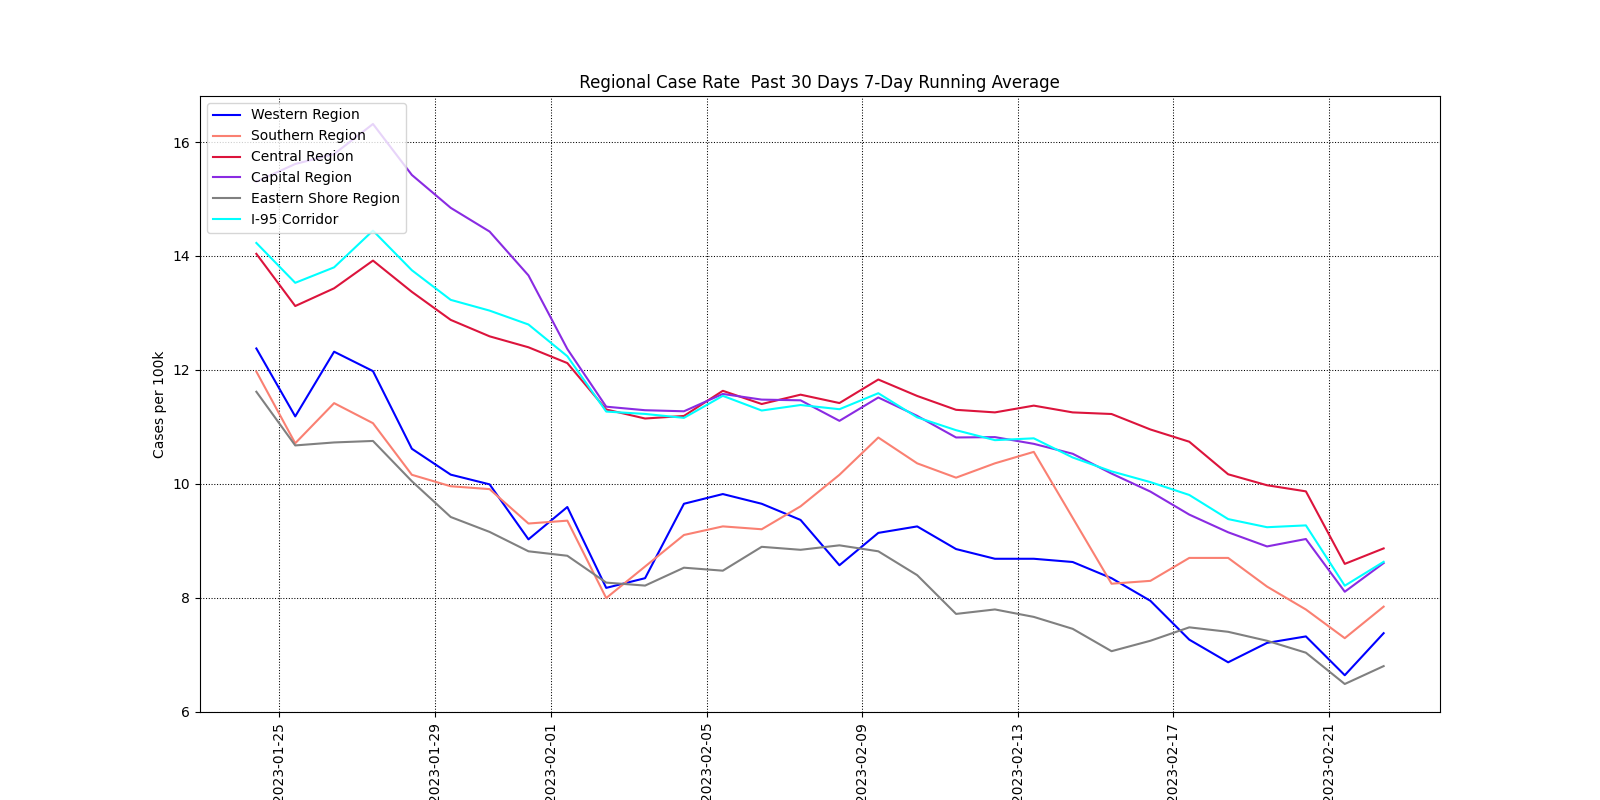 Regional Case Rate  Past 30 Days 7-Day Running Average
Western Region
Southern Region
Central Region
Capital Region
Eastern Shore Region
I-95 Corridor
Cases per 100k
16
14
12
10
8
6
2023-01-25
2023-01-29
2023-02-01
2023-02-05
2023-02-09
2023-02-13
2023-02-17
2023-02-21